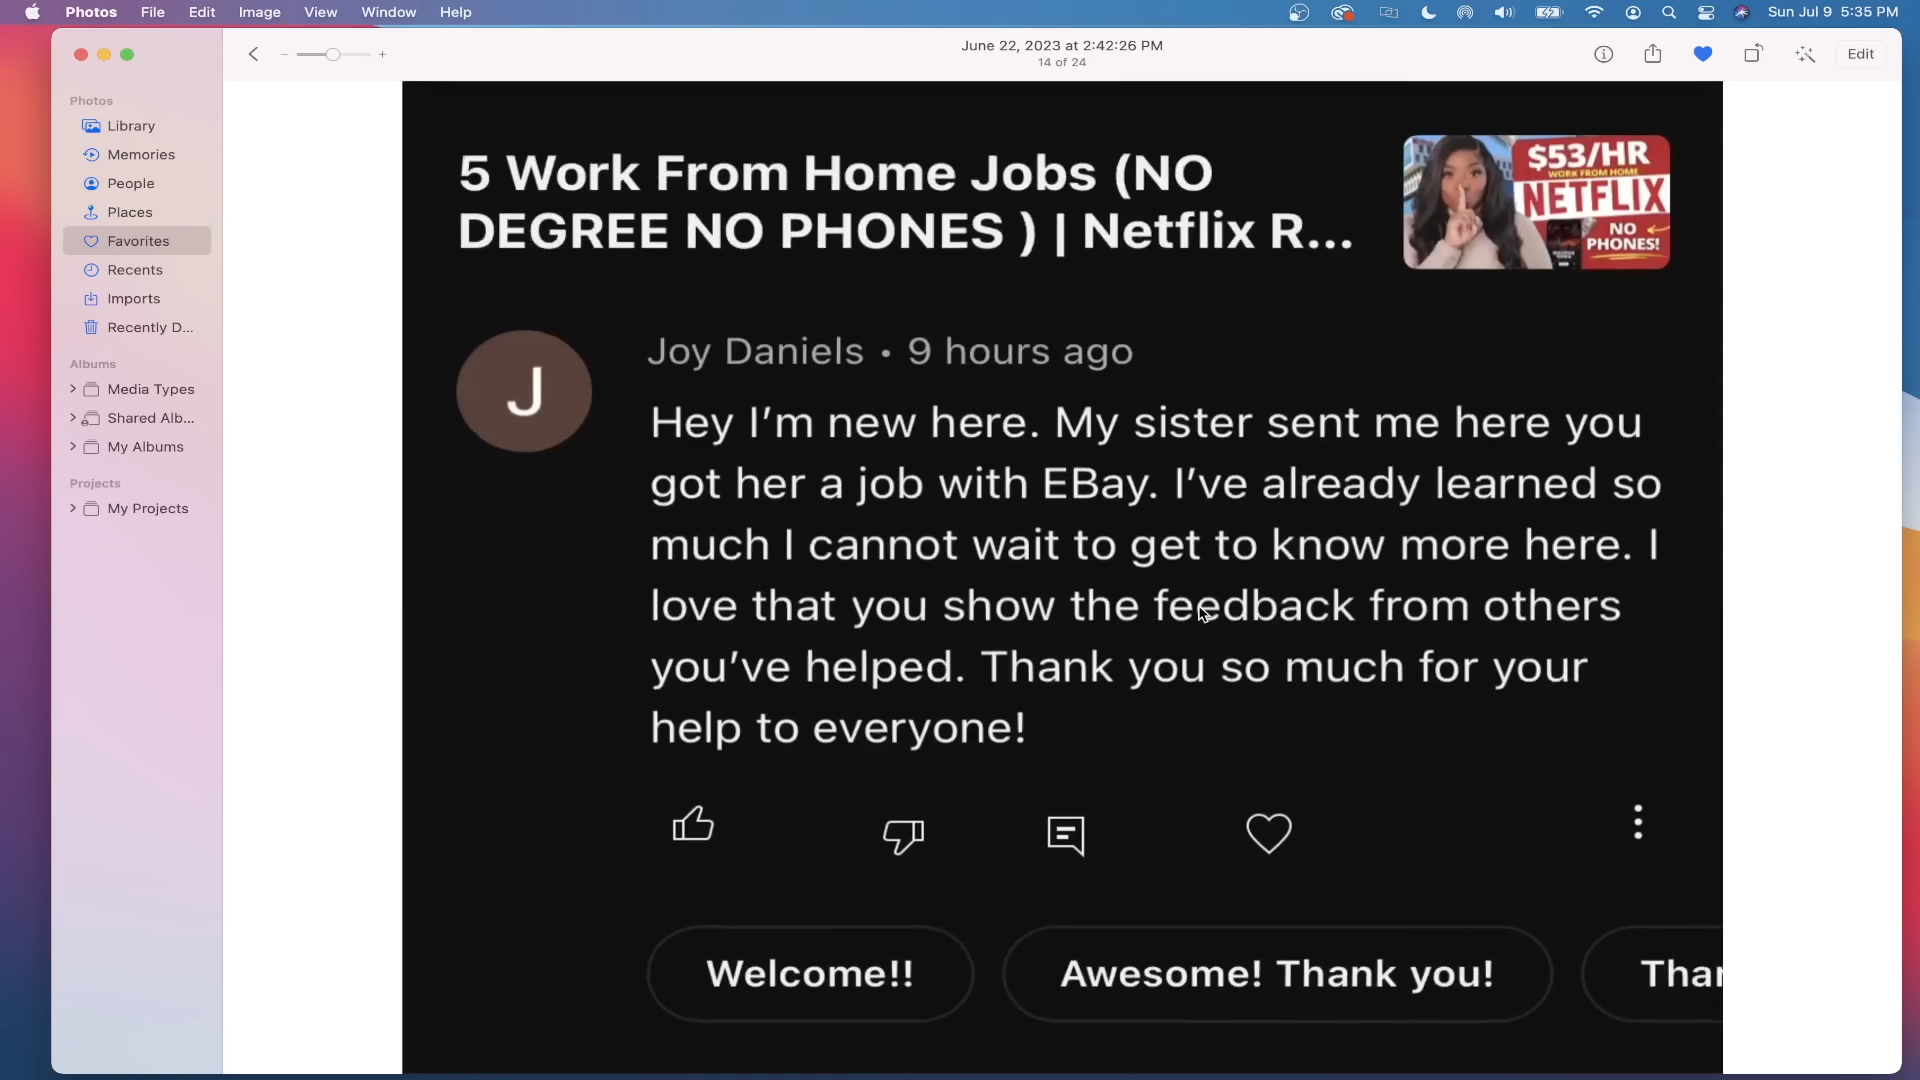 Photos File Edit Image View Window Help
Sun Jul 9 5:35 PM
June 22, 2023 at 2:42:26 PM
14 of 24
Edit
Photos
Library
Memories
People
Places
Favorites
Recents
Imports
Recently D...
Albums
Media Types
Shared Alb...
My Albums
Projects
My Projects
5 Work From Home Jobs (NO
DEGREE NO PHONES ) | Netflix R...
$53/HR
WORK FROM HOME
NETFLIX
NO
PHONES!
J
Joy Daniels • 9 hours ago
Hey I’m new here. My sister sent me here you
got her a job with EBay. I’ve already learned so
much I cannot wait to get to know more here. I
love that you show the feedback from others
you’ve helped. Thank you so much for your
help to everyone!
Welcome!!
Awesome! Thank you!